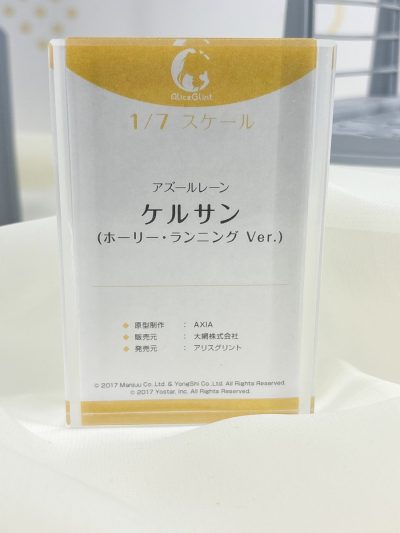 AliceGlint
1/7 スケール
アズールレーン
ケルサン
(ホーリー・ランニング Ver.)
◆ 原型制作 : AXIA
◆ 販売元 : 大網株式会社
◆ 発売元 : アリスグリント
© 2017 Manjuu Co.,Ltd. & YongShi Co.,Ltd. All Rights Reserved.
© 2017 Yostar, Inc. All Rights Reserved.